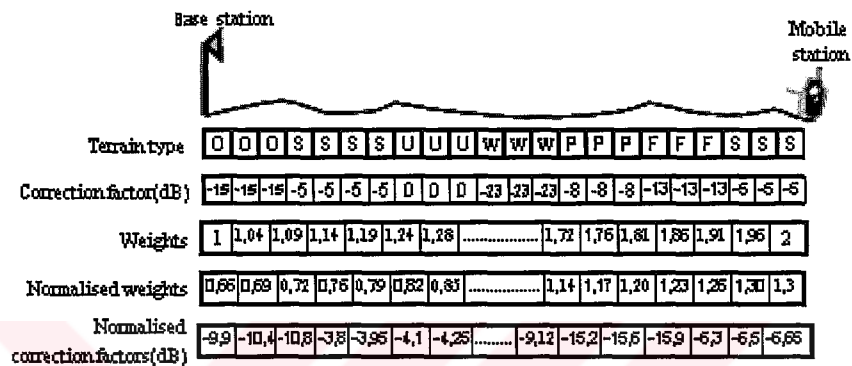 Base station
Mobile
station
Terrain type O O O S S S S U U U W W W P P P F F F S S S
Correction factor(dB) -15 -15 -15 -5 -5 -5 -5 0 0 0 -23 -23 -23 -8 -8 -8 -13 -13 -13 -5 -5 -5
Weights 1 1,04 1,09 1,14 1,19 1,24 1,28 .................. 1,72 1,76 1,81 1,86 1,91 1,95 2
Normalised weights 0,66 0,69 0,72 0,76 0,79 0,82 0,85 .............. 1,14 1,17 1,20 1,23 1,26 1,30 1,3
Normalised
correction factors(dB) -9,9 -10,4 -10,8 -3,8 -3,95 -4,1 -4,25 ......... -9,12 -15,2 -15,6 -15,9 -6,3 -6,5 -6,65